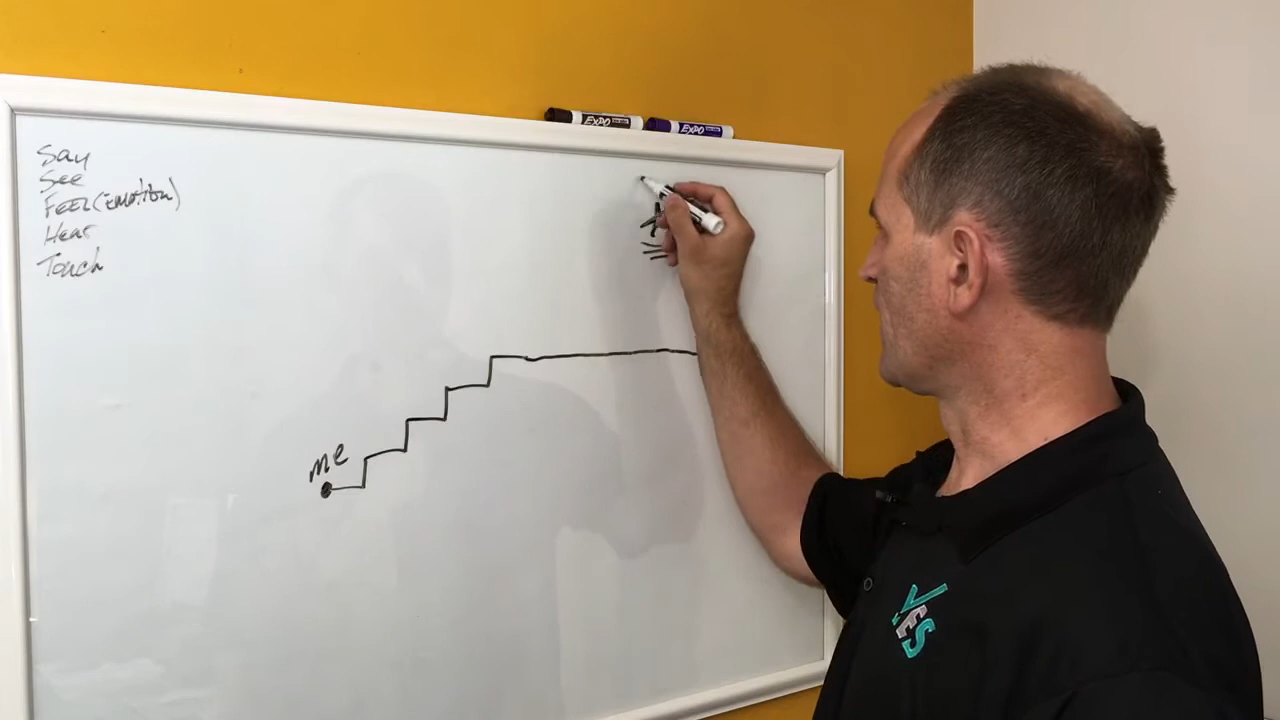 Say
See
FEEL (Emotion)
Hear
Touch
EXPO
EXPO
me
YES